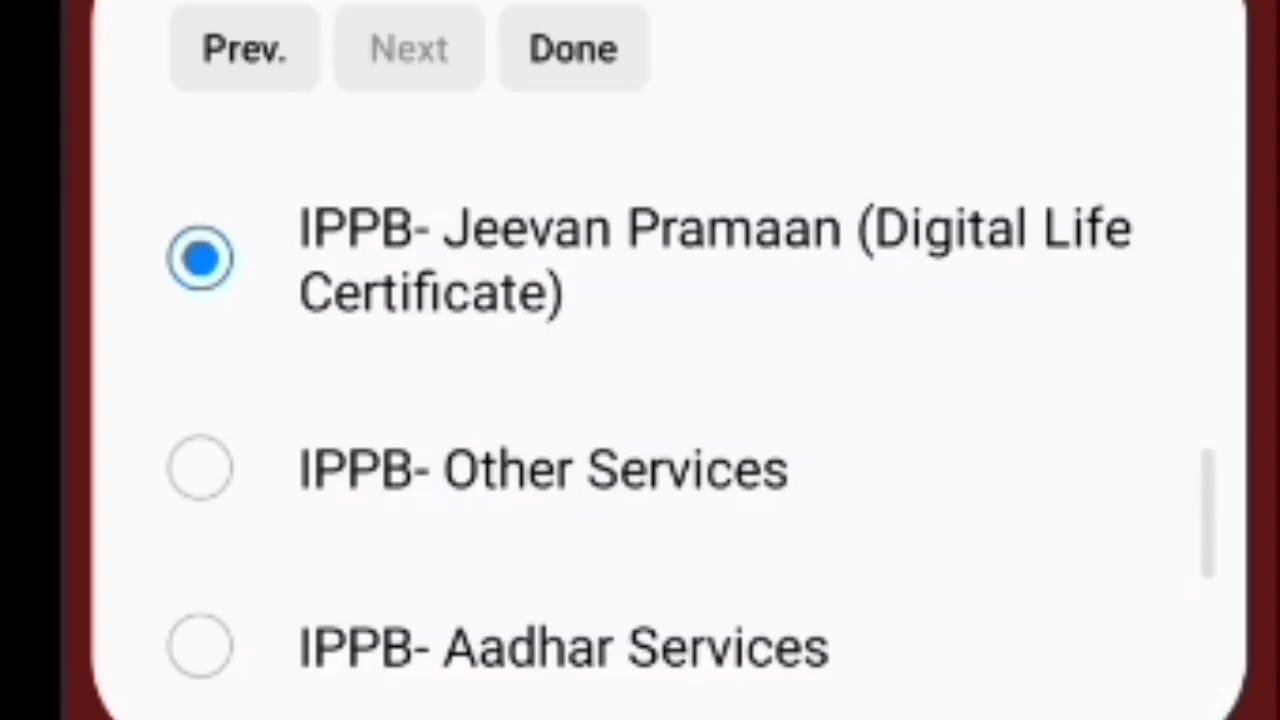 Prev. Next Done
IPPB- Jeevan Pramaan (Digital Life
Certificate)
IPPB- Other Services
IPPB- Aadhar Services